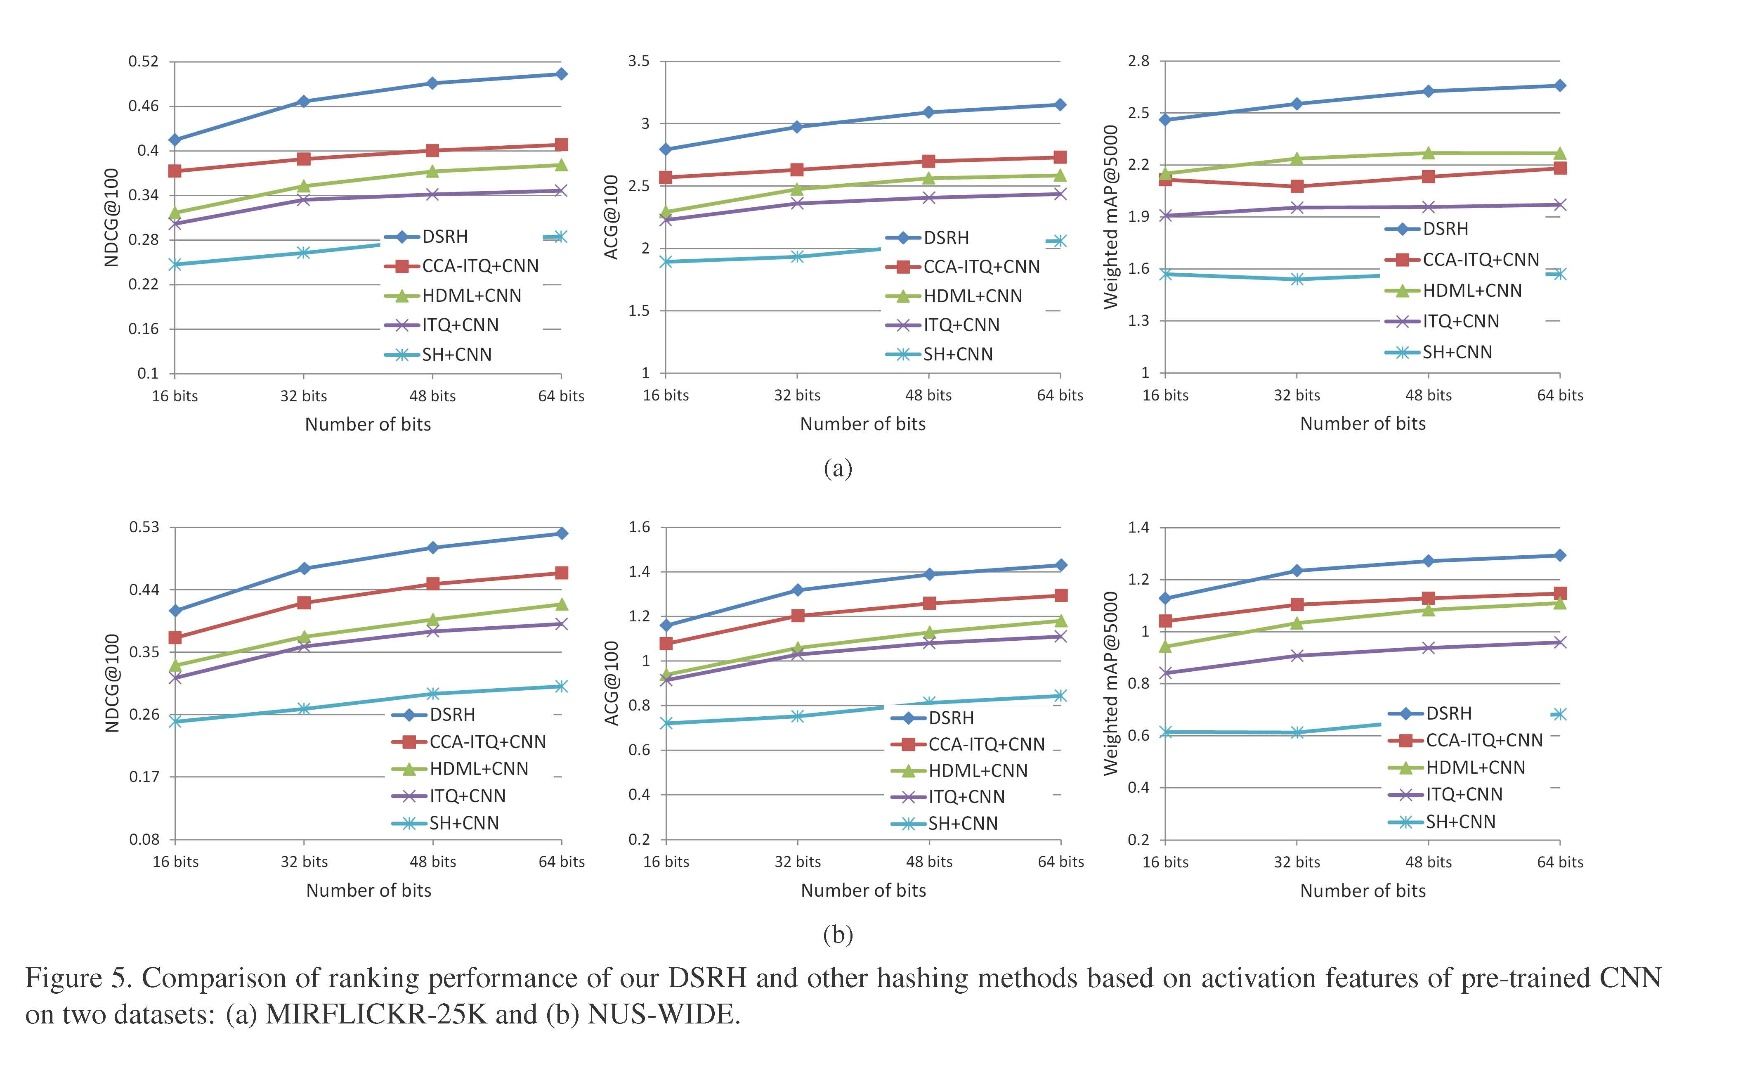 0.52
0.46
0.4
0.34
0.28
0.22
0.16
0.1
NDCG@100
DSRH
CCA-ITQ+CNN
HDML+CNN
ITQ+CNN
SH+CNN
16 bits 32 bits 48 bits 64 bits
Number of bits
3.5
3
2.5
2
1.5
1
ACG@100
DSRH
CCA-ITQ+CNN
HDML+CNN
ITQ+CNN
SH+CNN
16 bits 32 bits 48 bits 64 bits
Number of bits
2.8
2.5
2.2
1.9
1.6
1.3
1
Weighted mAP@5000
DSRH
CCA-ITQ+CNN
HDML+CNN
ITQ+CNN
SH+CNN
16 bits 32 bits 48 bits 64 bits
Number of bits
(a)
0.53
0.44
0.35
0.26
0.17
0.08
NDCG@100
DSRH
CCA-ITQ+CNN
HDML+CNN
ITQ+CNN
SH+CNN
16 bits 32 bits 48 bits 64 bits
Number of bits
1.6
1.4
1.2
1
0.8
0.6
0.4
0.2
ACG@100
DSRH
CCA-ITQ+CNN
HDML+CNN
ITQ+CNN
SH+CNN
16 bits 32 bits 48 bits 64 bits
Number of bits
1.4
1.2
1
0.8
0.6
0.4
0.2
Weighted mAP@5000
DSRH
CCA-ITQ+CNN
HDML+CNN
ITQ+CNN
SH+CNN
16 bits 32 bits 48 bits 64 bits
Number of bits
(b)
Figure 5. Comparison of ranking performance of our DSRH and other hashing methods based on activation features of pre-trained CNN
on two datasets: (a) MIRFLICKR-25K and (b) NUS-WIDE.